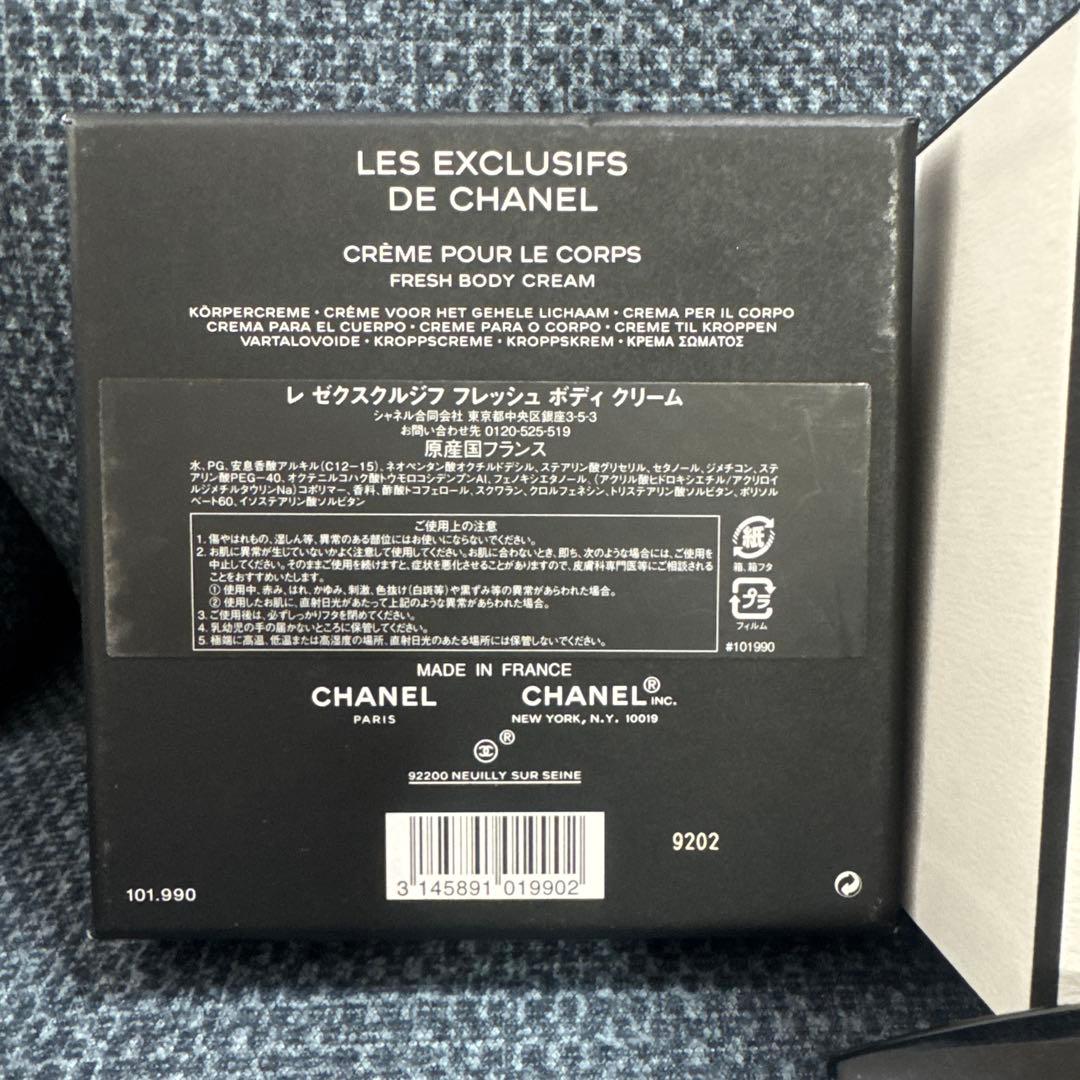 LES EXCLUSIFS
DE CHANEL
CRÈME POUR LE CORPS
FRESH BODY CREAM
KÖRPERCREME • CRÈME VOOR HET GEHELE LICHAAM • CREMA PER IL CORPO
CREMA PARA EL CUERPO • CREME PARA O CORPO • CREME TIL KROPPEN
VARTALOVOIDE • KROPPSCREME • KROPPSKREM • ΚΡΕΜΑ ΣΩΜΑΤΟΣ
レ ゼクスクルジフ フレッシュ ボディ クリーム
シャネル合同会社 東京都中央区銀座3-5-3
お問い合わせ先 0120-525-519
原産国フランス
水、PG、安息香酸アルキル(C12-15)、ネオペンタン酸オクチルドデシル、ステアリン酸グリセリル、セタノール、ジメチコン、ステ
アリン酸PEG-40、オクテニルコハク酸トウモロコシデンプンAl、フェノキシエタノール、(アクリル酸ヒドロキシエチル/アクリロイ
ルジメチルタウリンNa)コポリマー、香料、酢酸トコフェロール、スクワラン、クロルフェネシン、トリステアリン酸ソルビタン、ポリソル
ベート60、イソステアリン酸ソルビタン
ご使用上の注意
1. 傷やはれもの、湿しん等、異常のある部位にはお使いにならないでください。
2. お肌に異常が生じていないかよく注意して使用してください。お肌に合わないとき、即ち、次のような場合には、ご使用を
中止してください。そのままご使用を続けますと、症状を悪化させることがありますので、皮膚科専門医等にご相談される
ことをおすすめいたします。
① 使用中、赤み、はれ、かゆみ、刺激、色抜け(白斑等)や黒ずみ等の異常があらわれた場合。
② 使用したお肌に、直射日光があたって上記のような異常があらわれた場合。
3. ご使用後は、必ずしっかりフタを閉めてください。
4. 乳幼児の手の届かないところに保管してください。
5. 極端に高温、低温または高湿度の場所、直射日光のあたる場所には保管しないでください。
紙
箱、箱フタ
プラ
フィルム
#101990
MADE IN FRANCE
CHANEL
PARIS
CHANEL® INC.
NEW YORK, N.Y. 10019
®
92200 NEUILLY SUR SEINE
3 145891 019902
9202
101.990